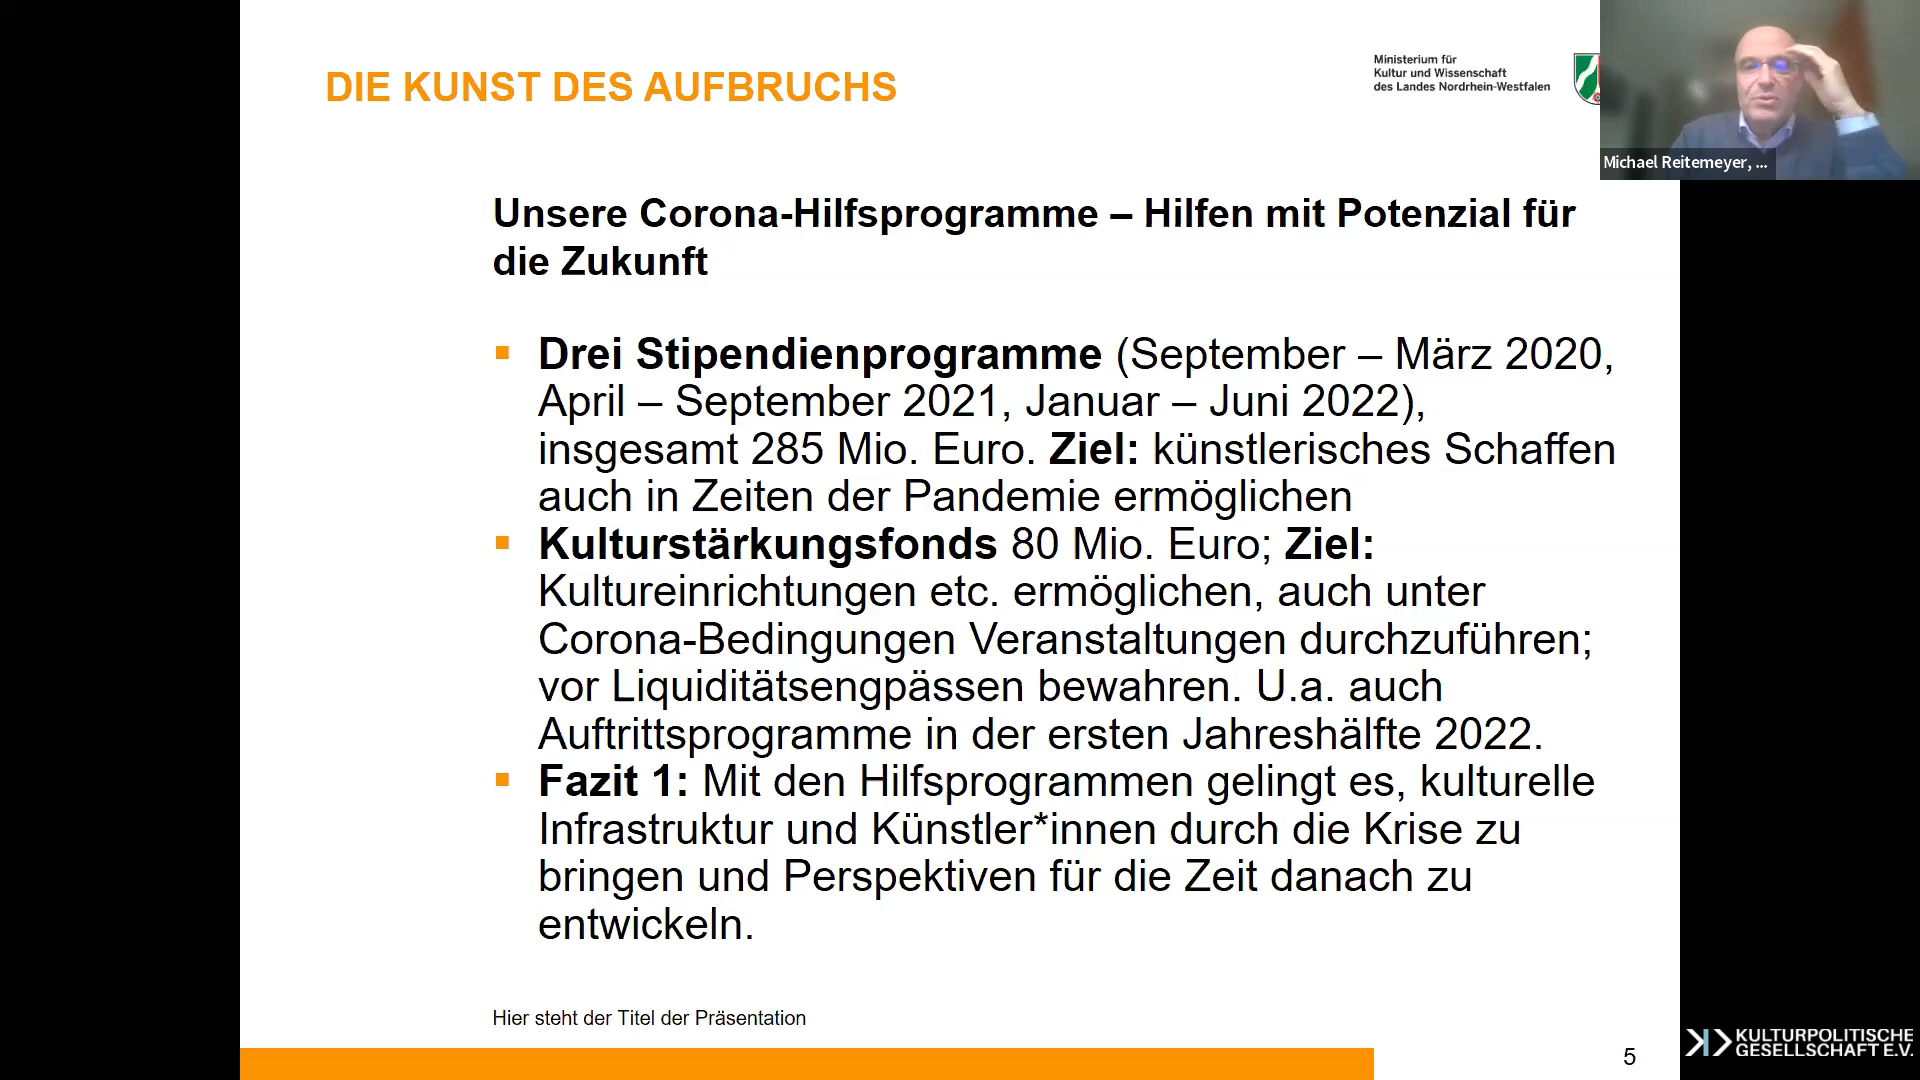 DIE KUNST DES AUFBRUCHS
Ministerium für
Kultur und Wissenschaft
des Landes Nordrhein-Westfalen
Michael Reitemeyer, ...
Unsere Corona-Hilfsprogramme – Hilfen mit Potenzial für
die Zukunft
Drei Stipendienprogramme (September – März 2020,
April – September 2021, Januar – Juni 2022),
insgesamt 285 Mio. Euro. Ziel: künstlerisches Schaffen
auch in Zeiten der Pandemie ermöglichen
Kulturstärkungsfonds 80 Mio. Euro; Ziel:
Kultureinrichtungen etc. ermöglichen, auch unter
Corona-Bedingungen Veranstaltungen durchzuführen;
vor Liquiditätsengpässen bewahren. U.a. auch
Auftrittsprogramme in der ersten Jahreshälfte 2022.
Fazit 1: Mit den Hilfsprogrammen gelingt es, kulturelle
Infrastruktur und Künstler*innen durch die Krise zu
bringen und Perspektiven für die Zeit danach zu
entwickeln.
Hier steht der Titel der Präsentation
5
KULTURPOLITISCHE
GESELLSCHAFT E.V.